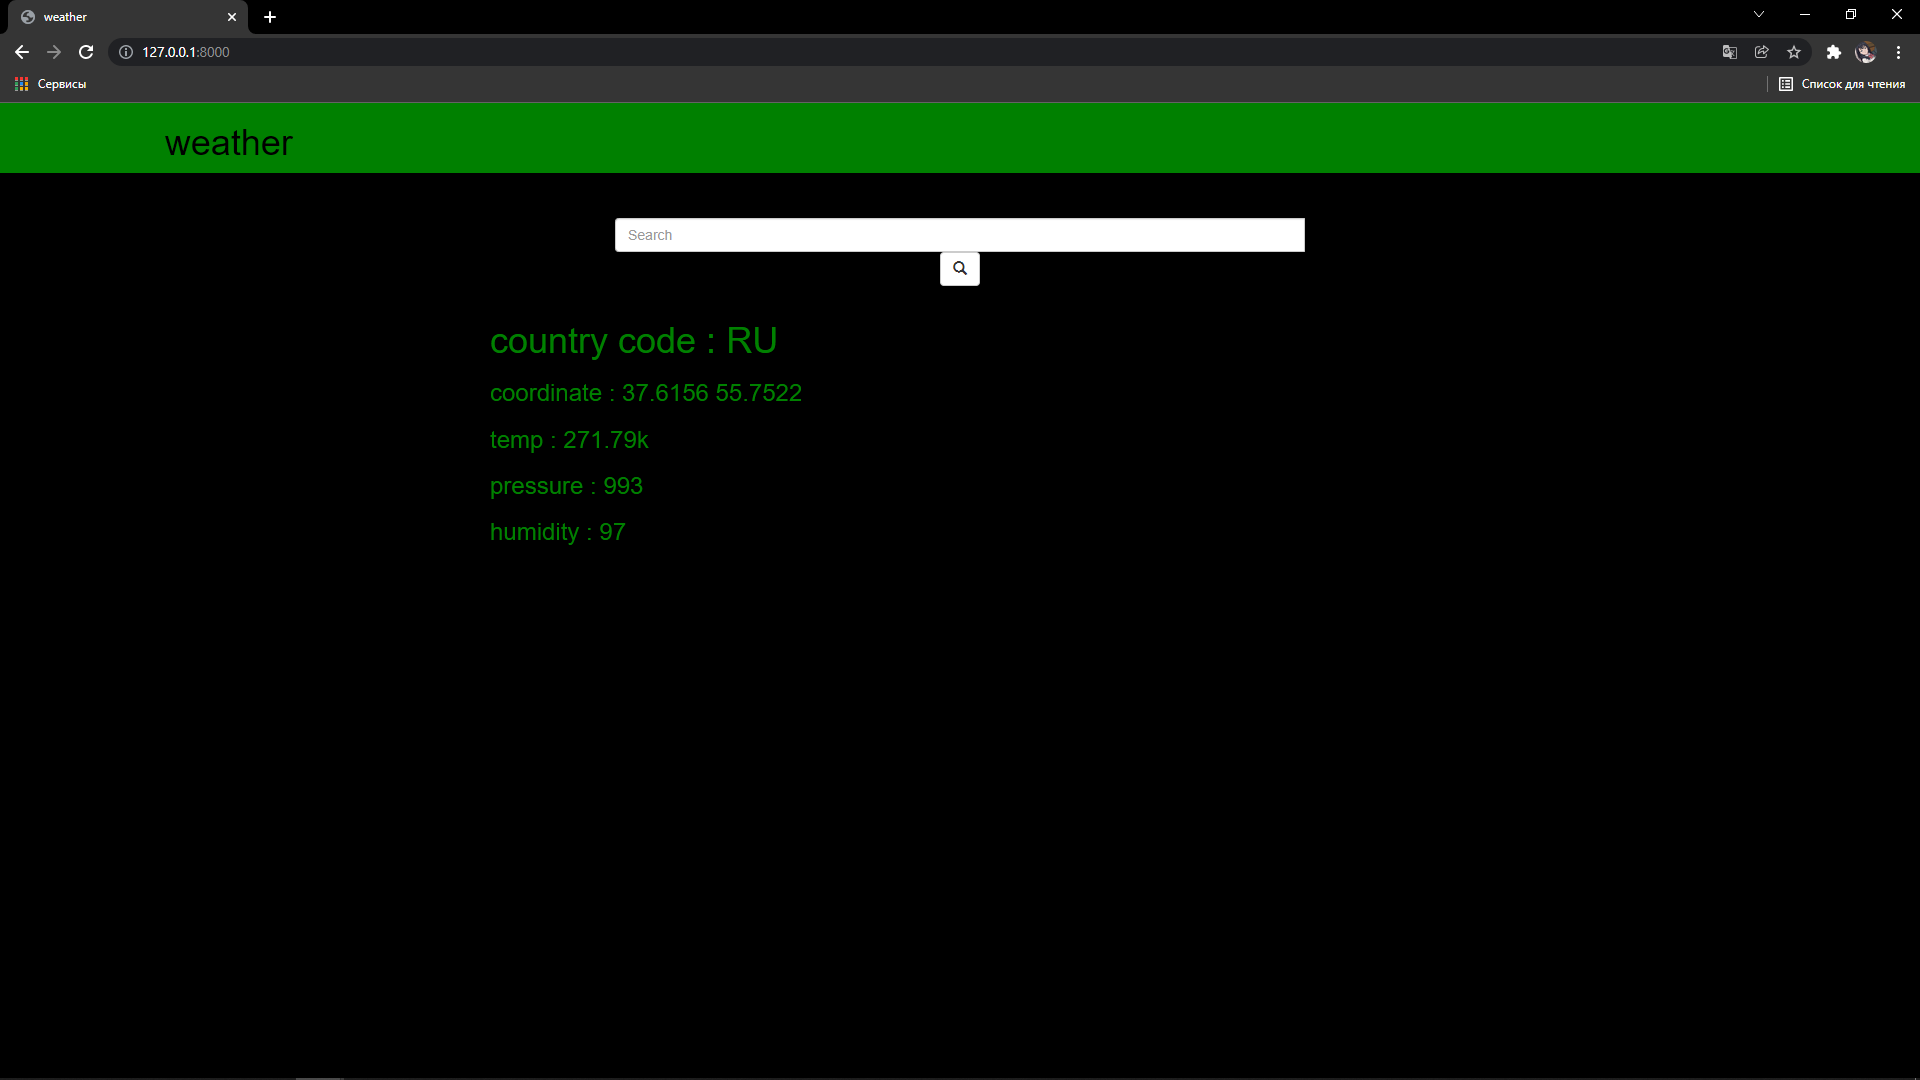 weather
127.0.0.1:8000
Сервисы
Список для чтения
weather
Search
country code : RU
coordinate : 37.6156 55.7522
temp : 271.79k
pressure : 993
humidity : 97